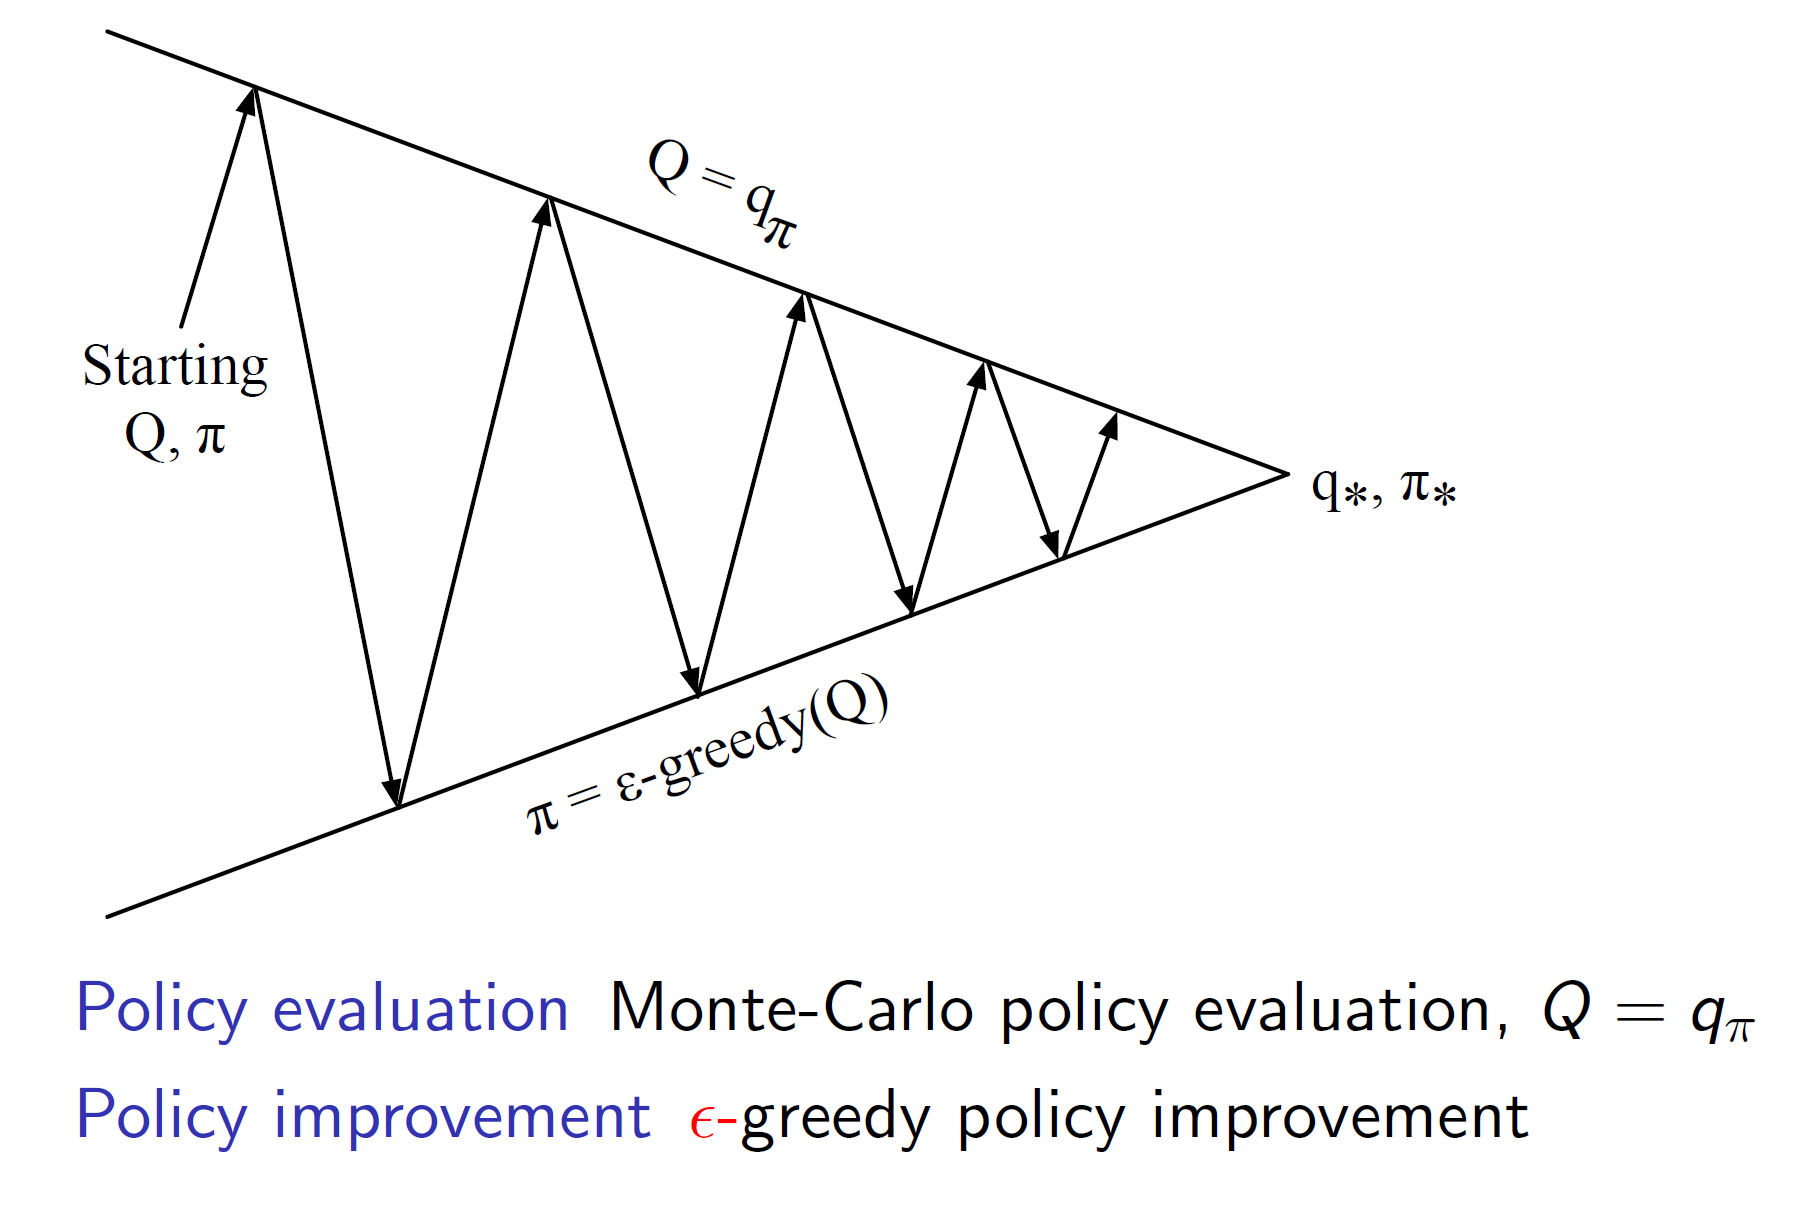 Q = qπ
Starting
Q, π
q*, π*
π = ε-greedy(Q)
Policy evaluation Monte-Carlo policy evaluation, Q = qπ
Policy improvement ϵ-greedy policy improvement